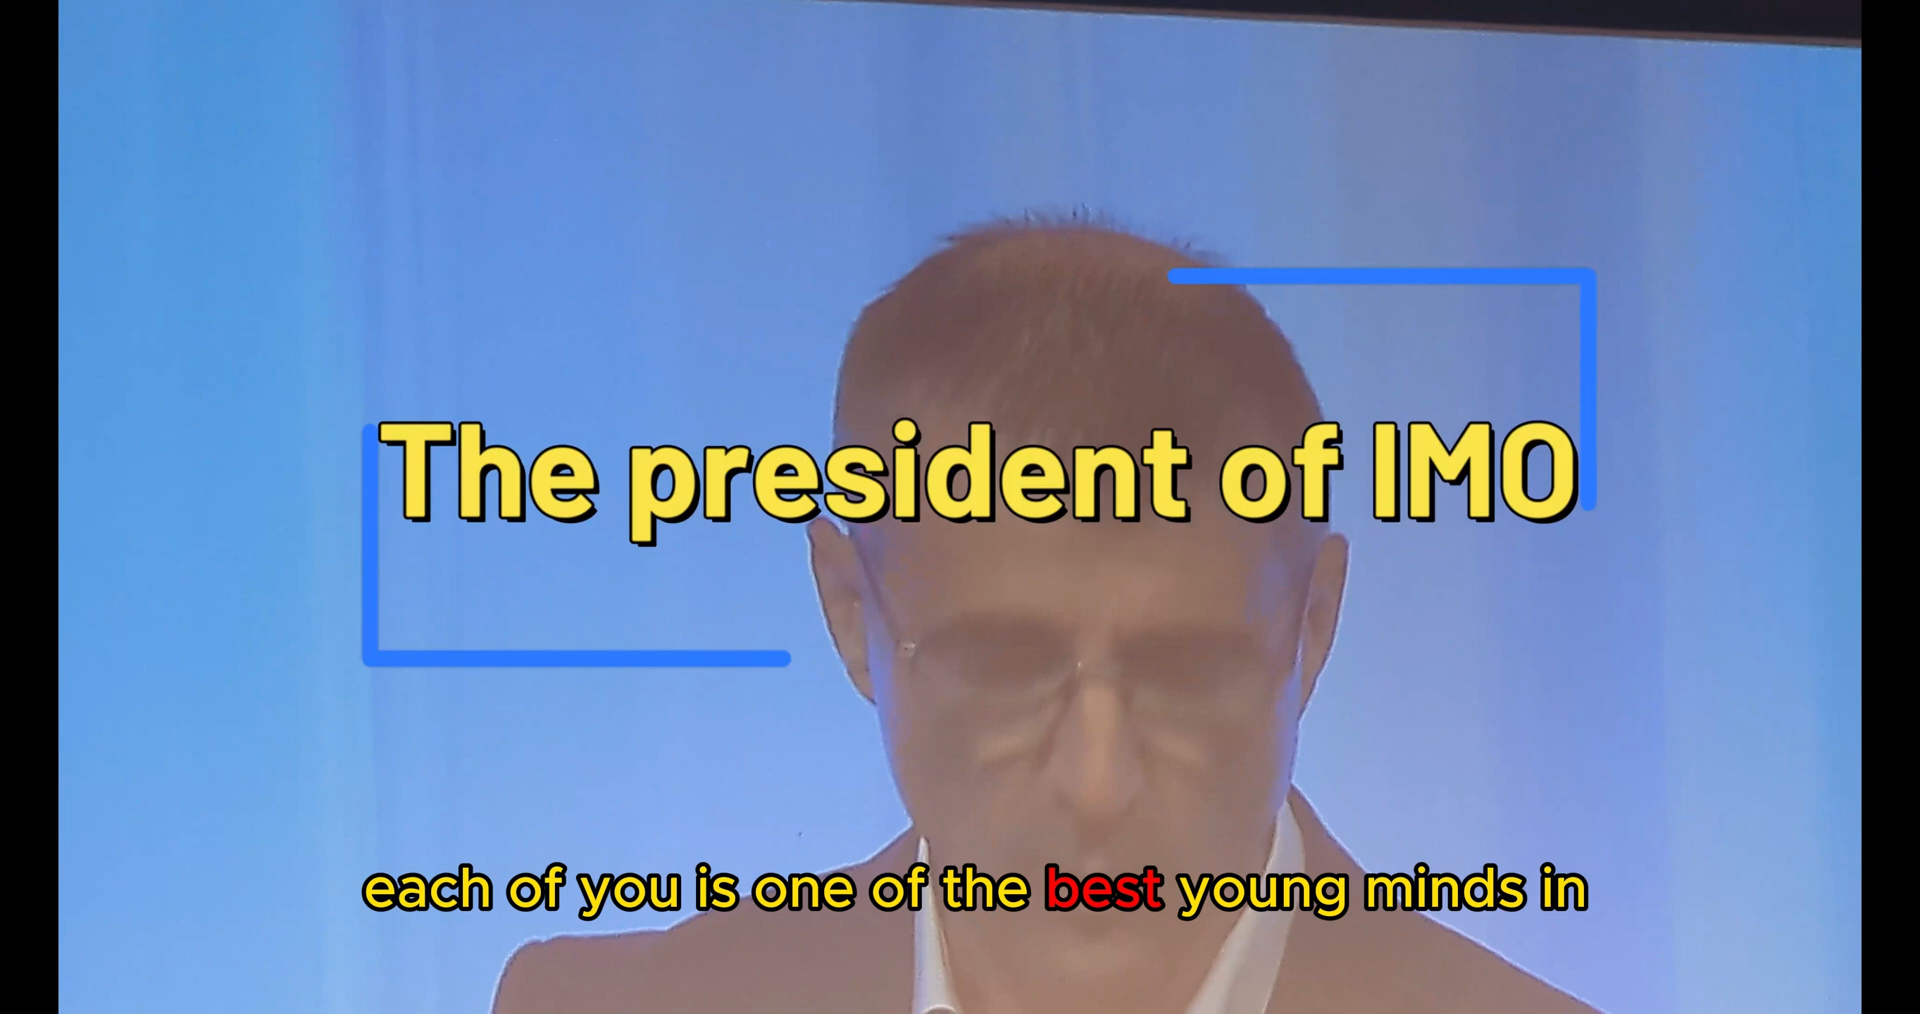 The president of IMO
each of you is one of the best young minds in